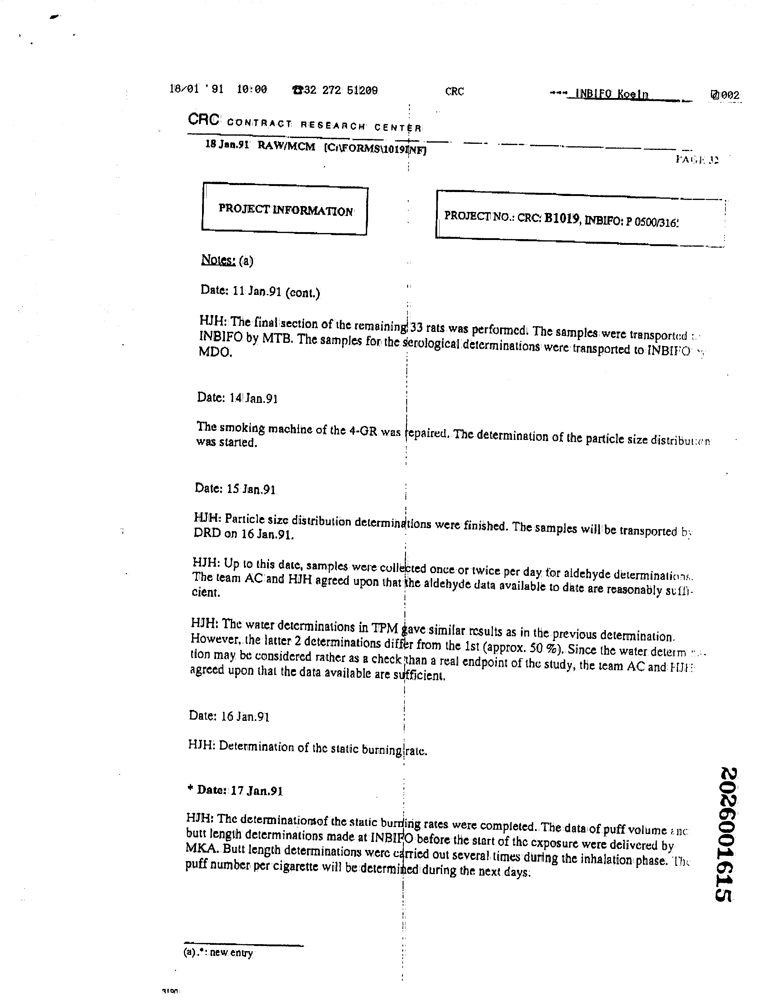 18/01 '91 10:00 ☎32 272 51209 CRC +++ INBIFO Koeln 002
CRC CONTRACT RESEARCH CENTER
18 Jan.91 RAW/MCM [C:\FORMS\1019INF]
PAGE 32
PROJECT INFORMATION
PROJECT NO.: CRC: B1019, INBIFO: P 0500/316
Notes: (a)
Date: 11 Jan.91 (cont.)
HJH: The final section of the remaining 33 rats was performed. The samples were transported
INBIFO by MTB. The samples for the serological determinations were transported to INBIFO
MDO.
Date: 14 Jan.91
The smoking machine of the 4-GR was repaired. The determination of the particle size distribution
was started.
Date: 15 Jan.91
HJH: Particle size distribution determinations were finished. The samples will be transported by
DRD on 16 Jan.91.
HJH: Up to this date, samples were collected once or twice per day for aldehyde determinations.
The team AC and HJH agreed upon that the aldehyde data available to date are reasonably suffi-
cient.
HJH: The water determinations in TPM gave similar results as in the previous determination.
However, the latter 2 determinations differ from the 1st (approx. 50 %). Since the water determ
tion may be considered rather as a check than a real endpoint of the study, the team AC and HJH
agreed upon that the data available are sufficient.
Date: 16 Jan.91
HJH: Determination of the static burning rate.
* Date: 17 Jan.91
HJH: The determination of the static burning rates were completed. The data of puff volume and
butt length determinations made at INBIFO before the start of the exposure were delivered by
MKA. Butt length determinations were carried out several times during the inhalation phase. The
puff number per cigarette will be determined during the next days.
(a) *: new entry
3190
2026001615